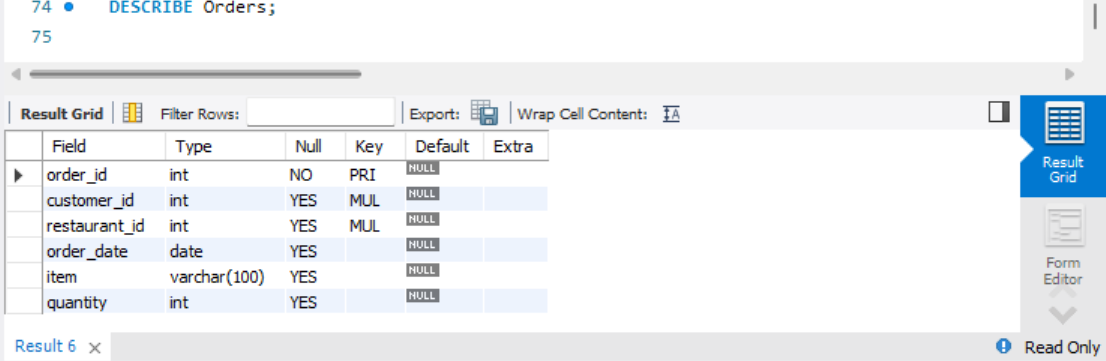 74 DESCRIBE Orders;
75
Result Grid Filter Rows: Export: Wrap Cell Content: IA
Field Type Null Key Default Extra
order_id int NO PRI NULL
customer_id int YES MUL NULL
restaurant_id int YES MUL NULL
order_date date YES NULL
item varchar(100) YES NULL
quantity int YES NULL
Result
Grid
Form
Editor
Result 6 Read Only